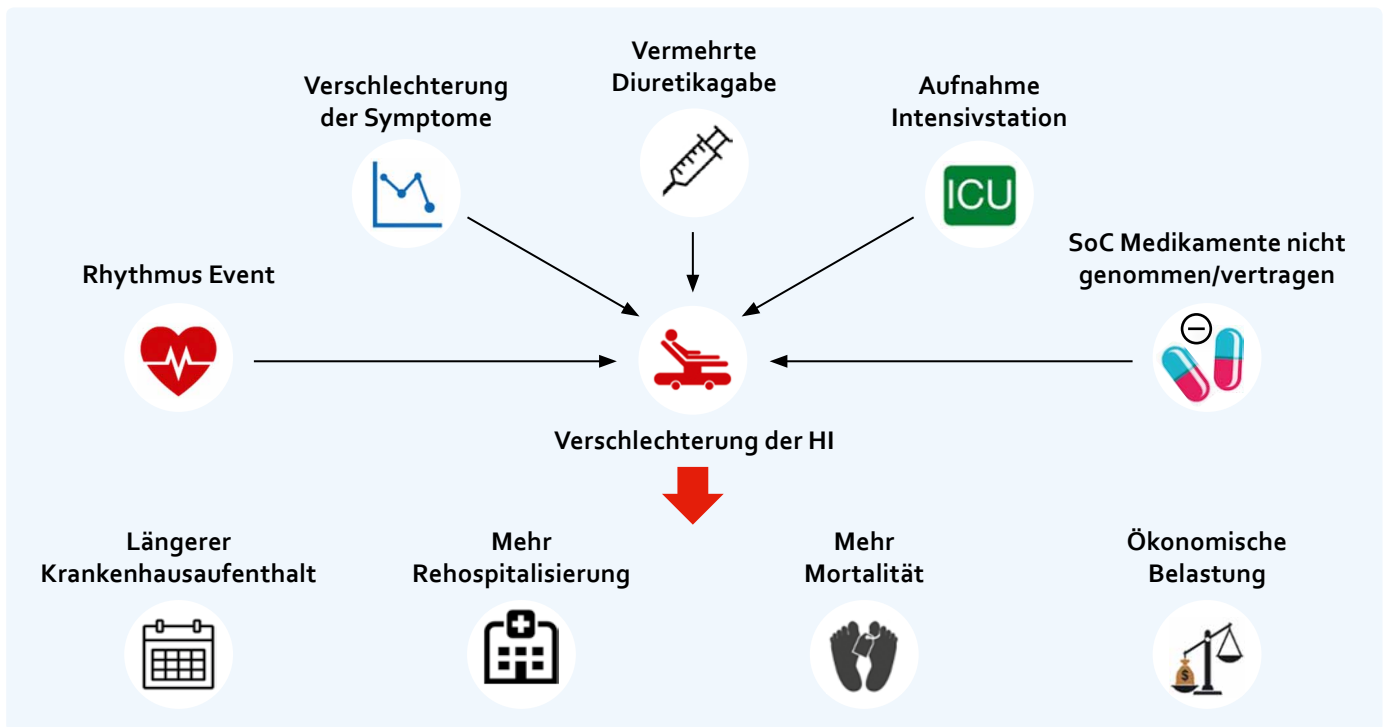 Vermehrte
Diuretikagabe
Verschlechterung
der Symptome
Aufnahme
Intensivstation
ICU
SoC Medikamente nicht
genommen/vertragen
Rhythmus Event
Verschlechterung der HI
Längerer
Krankenhausaufenthalt
Mehr
Rehospitalisierung
Mehr
Mortalität
Ökonomische
Belastung
$